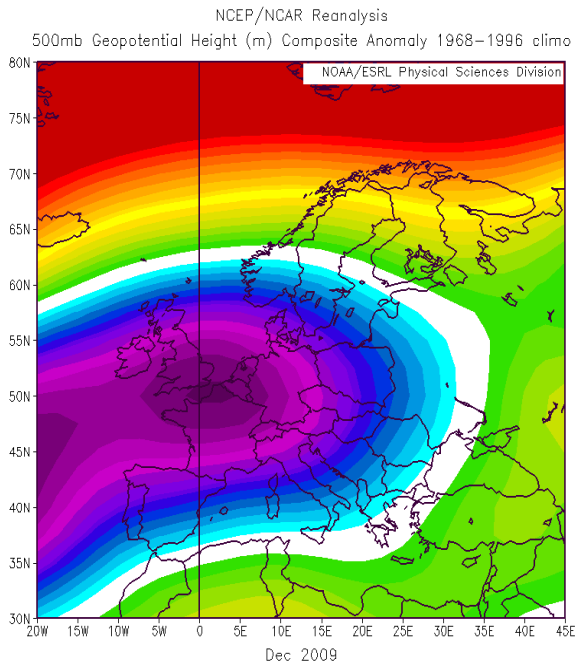 NCEP/NCAR Reanalysis
500mb Geopotential Height (m) Composite Anomaly 1968-1996 climo
NOAA/ESRL Physical Sciences Division
80N
75N
70N
65N
60N
55N
50N
45N
40N
35N
30N
20W 15W 10W 5W 0 5E 10E 15E 20E 25E 30E 35E 40E 45E
Dec 2009